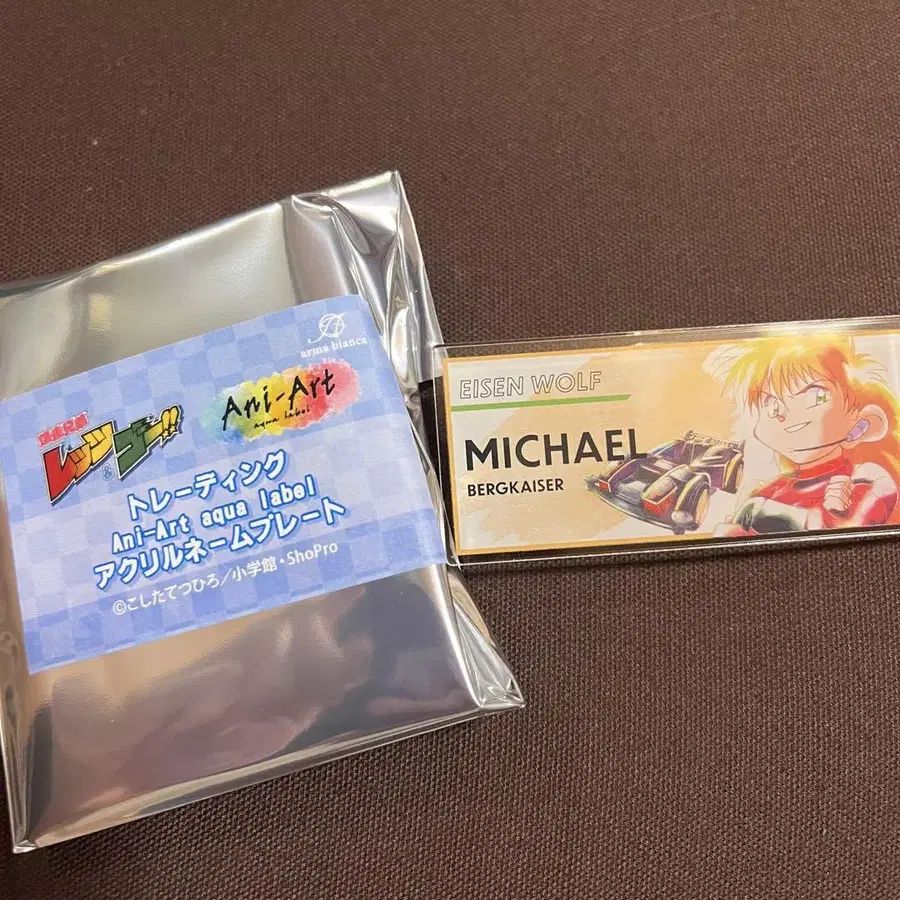 arma bianca
Ani-Art
aqua label
爆走兄弟
レッツ
&
ゴー!!
トレーディング
Ani-Art aqua label
アクリルネームプレート
©こしたてつひろ/小学館・ShoPro
EISEN WOLF
MICHAEL
BERGKAISER